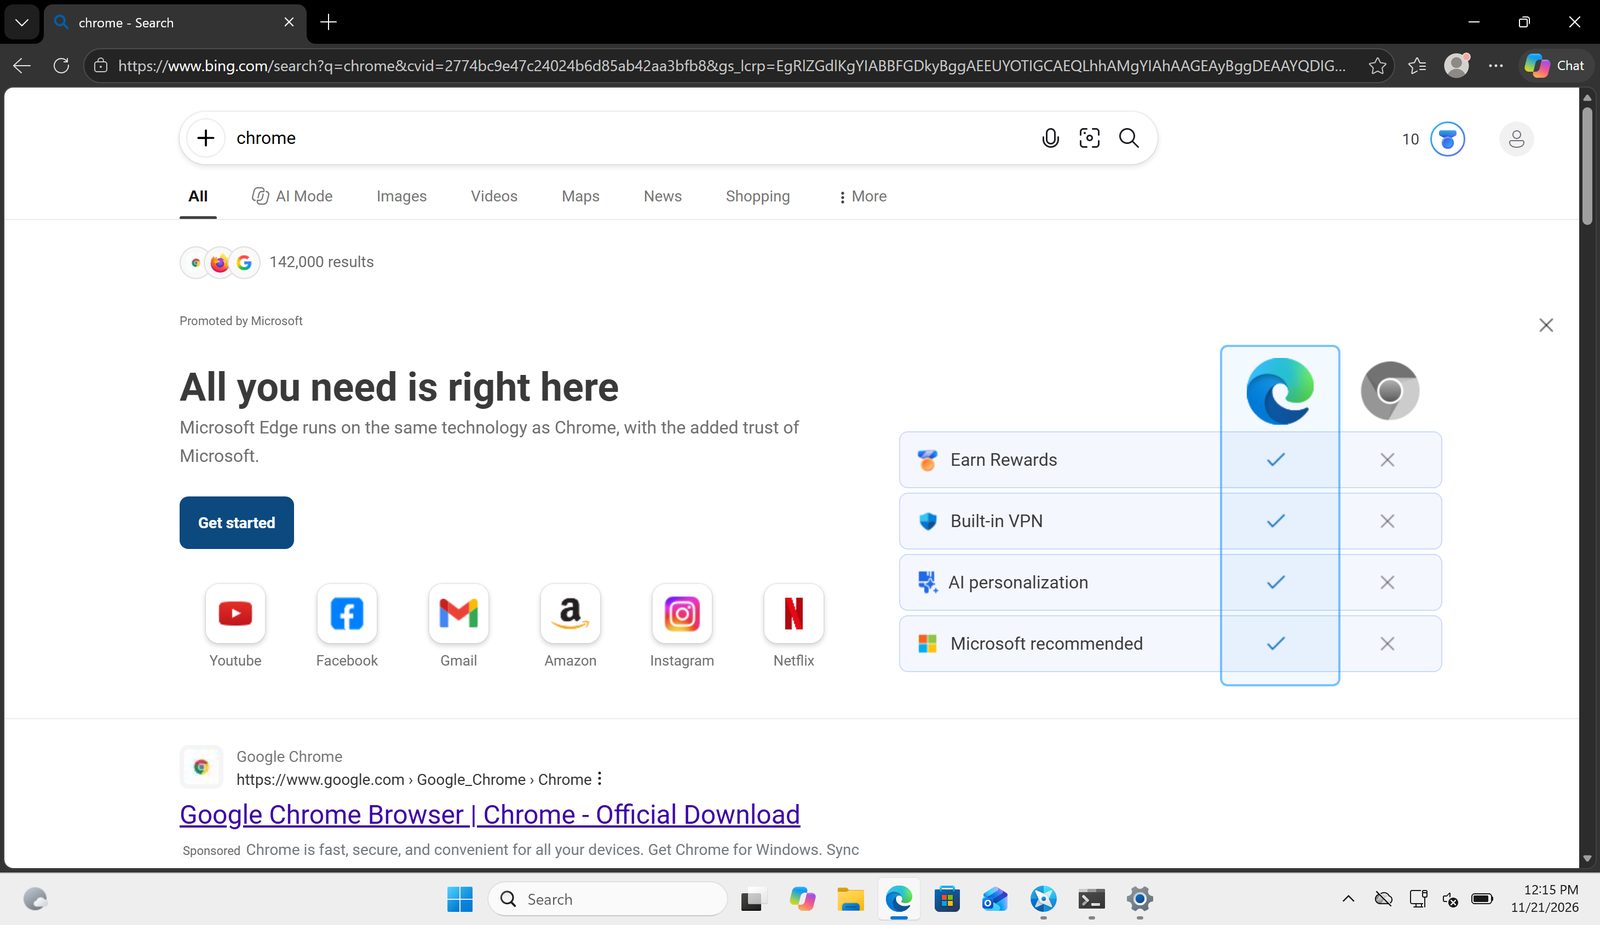 chrome - Search
https://www.bing.com/search?q=chrome&cvid=2774bc9e47c24024b6d85ab42aa3bfb8&gs_lcrp=EgRlZGdlKgYIABBFGDkyBggAEEUYOTIGCAEQLhhAMgYIAhAAGEAyBggDEAAYQDIG...
Chat
chrome
10
All
AI Mode
Images
Videos
Maps
News
Shopping
More
142,000 results
Promoted by Microsoft
All you need is right here
Microsoft Edge runs on the same technology as Chrome, with the added trust of
Microsoft.
Get started
Youtube
Facebook
Gmail
Amazon
Instagram
Netflix
Earn Rewards
Built-in VPN
AI personalization
Microsoft recommended
Google Chrome
https://www.google.com › Google_Chrome › Chrome
Google Chrome Browser | Chrome - Official Download
Sponsored Chrome is fast, secure, and convenient for all your devices. Get Chrome for Windows. Sync
Search
12:15 PM
11/21/2026